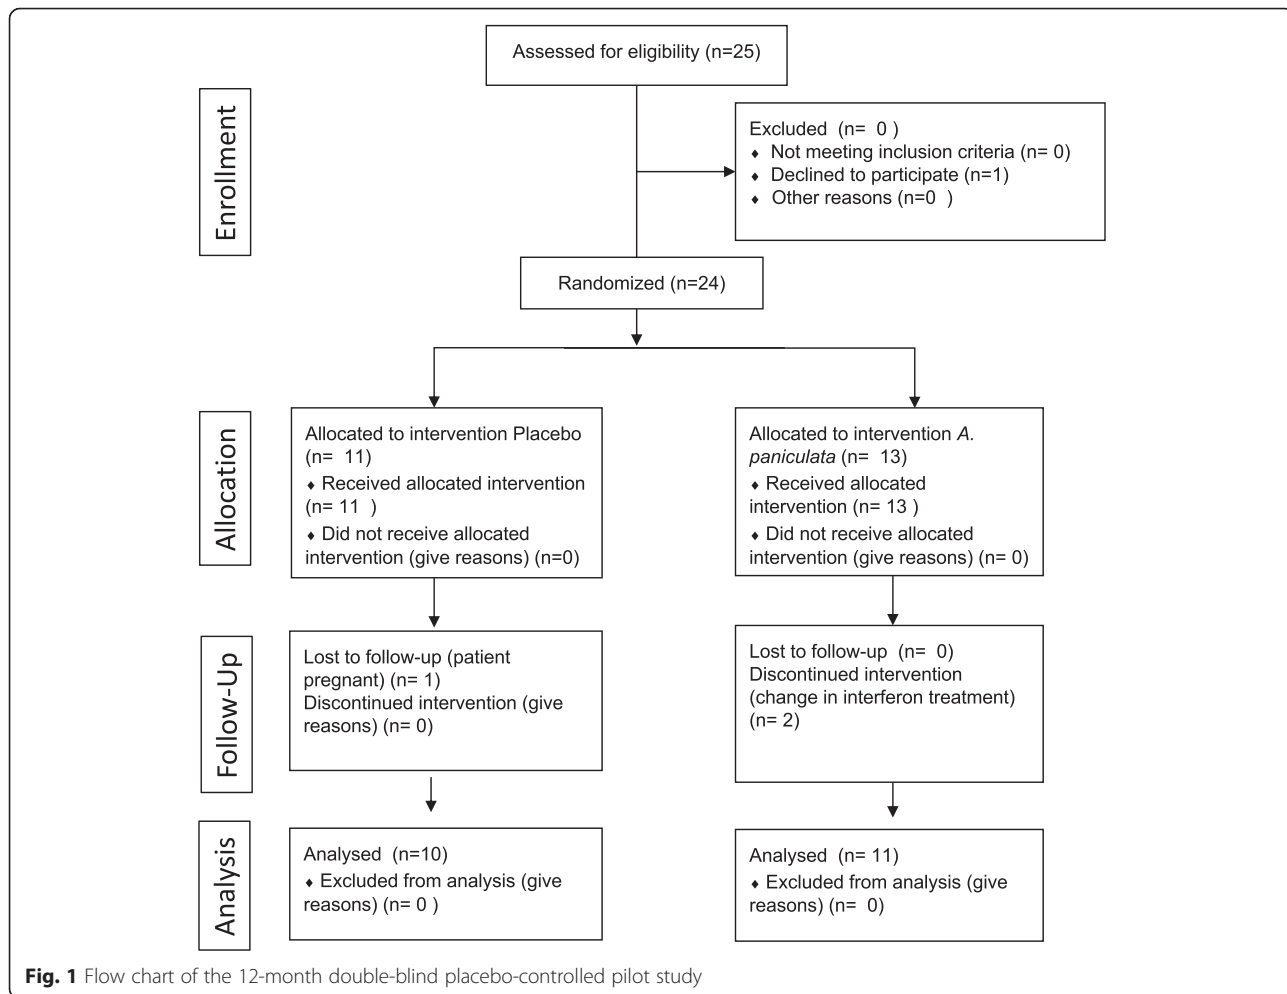 Assessed for eligibility (n=25)
Enrollment
Excluded (n= 0 )
♦ Not meeting inclusion criteria (n= 0)
♦ Declined to participate (n=1)
♦ Other reasons (n=0 )
Randomized (n=24)
Allocation
Allocated to intervention Placebo
(n= 11)
♦ Received allocated intervention
(n= 11 )
♦ Did not receive allocated
intervention (give reasons) (n=0)
Allocated to intervention A.
paniculata (n= 13)
♦ Received allocated
intervention (n= 13 )
♦ Did not receive allocated
intervention (give reasons) (n= 0)
Follow-Up
Lost to follow-up (patient
pregnant) (n= 1)
Discontinued intervention (give
reasons) (n= 0)
Lost to follow-up (n= 0)
Discontinued intervention
(change in interferon treatment)
(n= 2)
Analysis
Analysed (n=10)
♦ Excluded from analysis (give
reasons) (n= 0 )
Analysed (n= 11)
♦ Excluded from analysis (give
reasons) (n= 0)
Fig. 1 Flow chart of the 12-month double-blind placebo-controlled pilot study